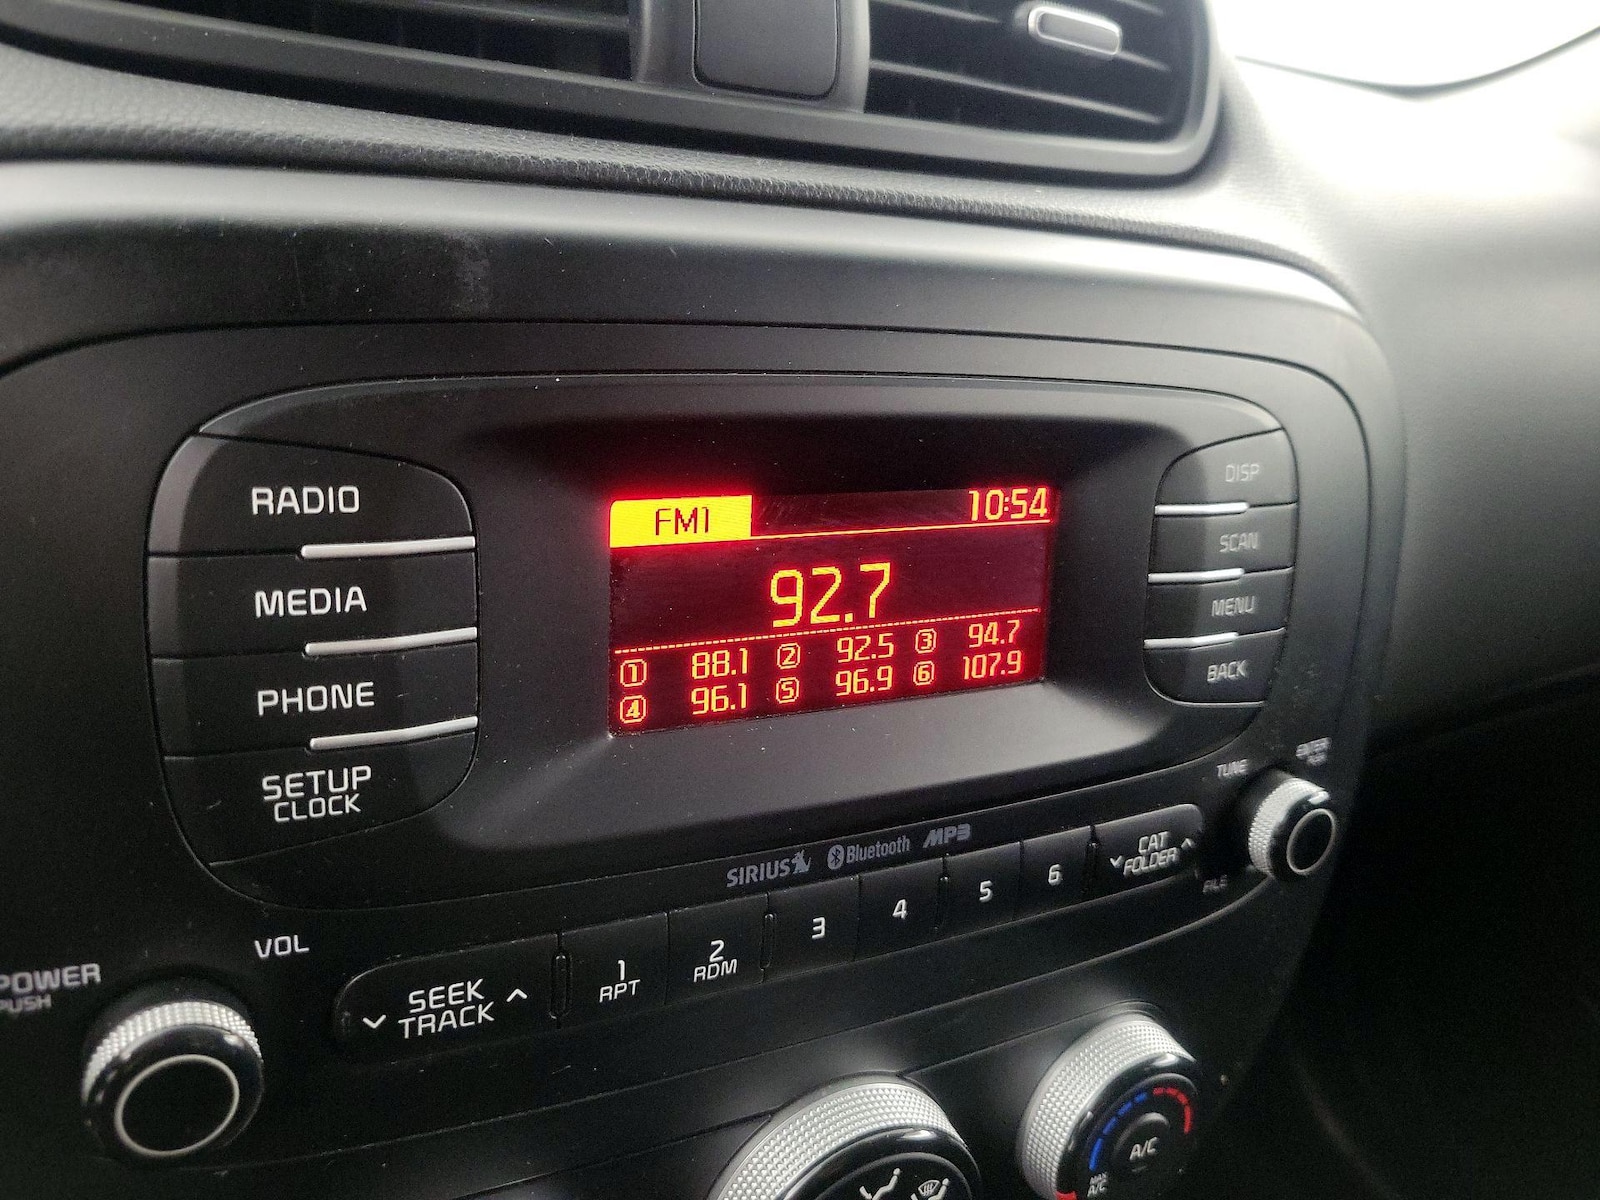 RADIO
MEDIA
PHONE
SETUP
CLOCK
FM1 10:54
92.7
1 88.1 2 92.5 3 94.7
4 96.1 5 96.9 6 107.9
DISP
SCAN
MENU
BACK
SIRIUS Bluetooth MP3
TUNE
ENTER
POWER
PUSH
VOL
SEEK
TRACK
1
RPT
2
RDM
3
4
5
6
CAT
FOLDER
FILE
A/C
MAX
A/C